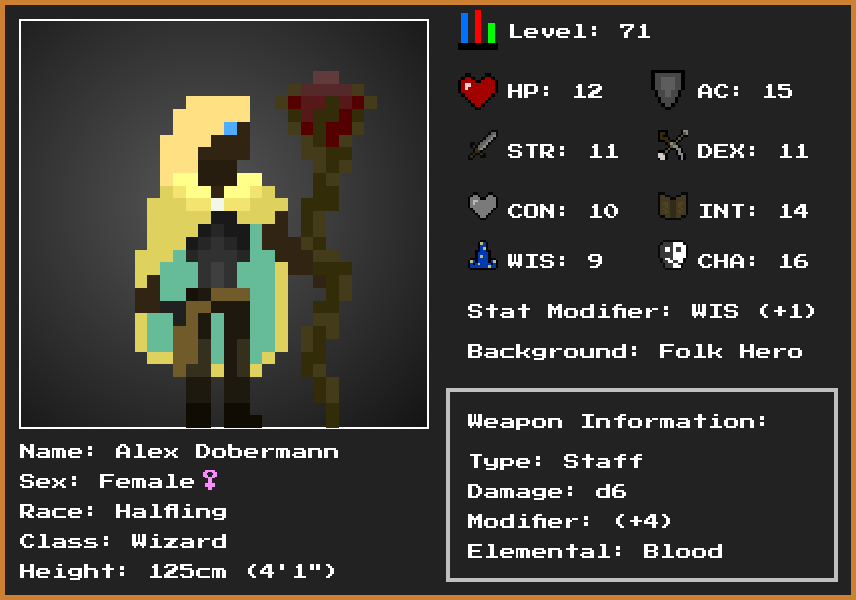 Level: 71
HP: 12
AC: 15
STR: 11
DEX: 11
CON: 10
INT: 14
WIS: 9
CHA: 16
Stat Modifier: WIS (+1)
Background: Folk Hero
Weapon Information:
Type: Staff
Damage: d6
Modifier: (+4)
Elemental: Blood
Name: Alex Dobermann
Sex: Female♀
Race: Halfling
Class: Wizard
Height: 125cm (4'1")